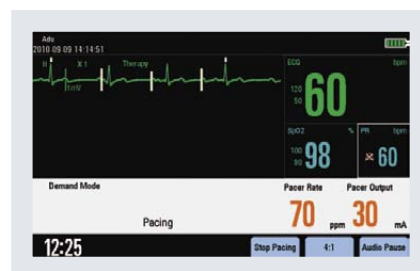 Adu
2010-09-09 14:14:51
II X 1 Therapy
1mV
ECG bpm
120
50
60
SpO2 %
100
90
98
PR bpm
60
Demand Mode
Pacing
Pacer Rate Pacer Output
70 ppm 30 mA
12:25
Stop Pacing 4:1 Audio Pause